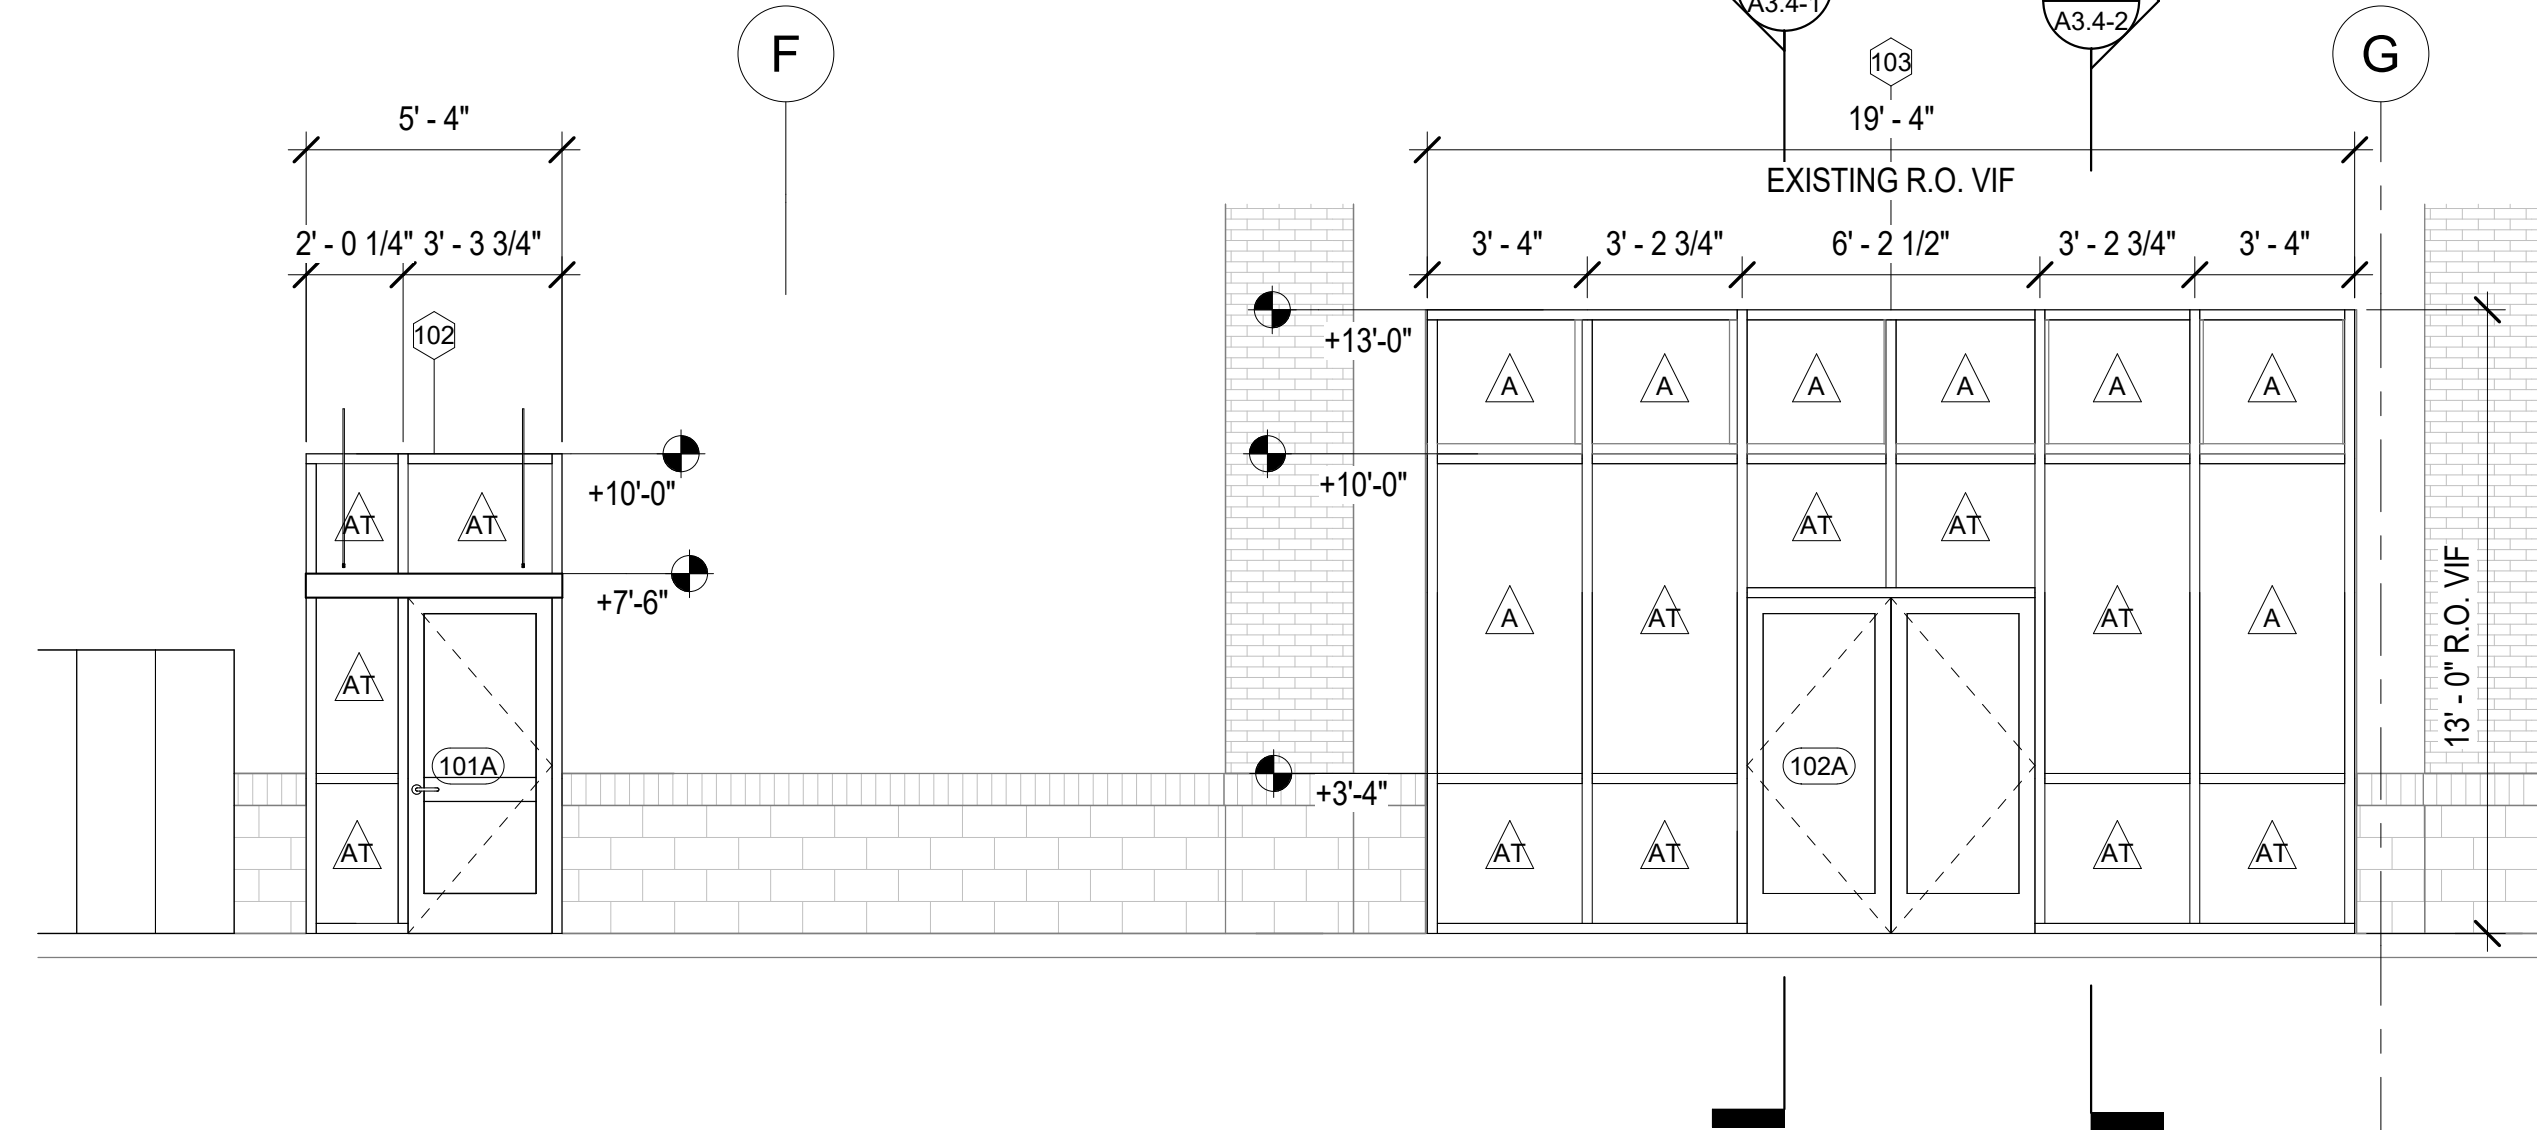 F
A3.4-1
A3.4-2
G
103
5' - 4"
19' - 4"
EXISTING R.O. VIF
2' - 0 1/4" 3' - 3 3/4"
3' - 4" 3' - 2 3/4" 6' - 2 1/2" 3' - 2 3/4" 3' - 4"
102
+13'-0"
A A A A A A
+10'-0"
+10'-0"
AT AT
AT AT
+7'-6"
A AT AT A
13' - 0" R.O. VIF
AT
101A
102A
+3'-4"
AT
AT AT AT AT